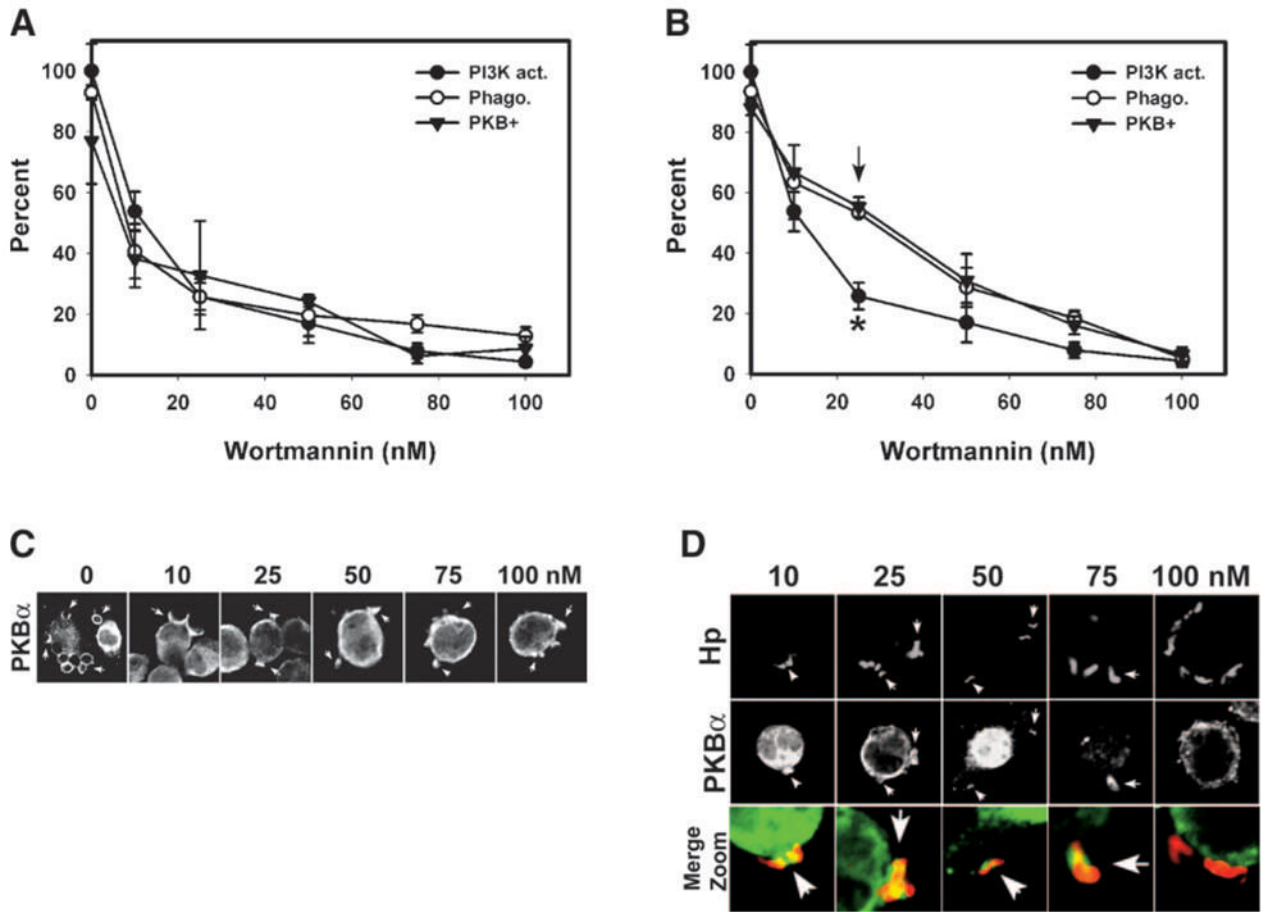 A
B
PI3K act.
Phago.
PKB+
PI3K act.
Phago.
PKB+
100
80
60
40
20
0
Percent
100
80
60
40
20
0
Percent
*
0 20 40 60 80 100
0 20 40 60 80 100
Wortmannin (nM)
Wortmannin (nM)
C
D
0 10 25 50 75 100 nM
10 25 50 75 100 nM
PKBα
Hp
PKBα
Merge
Zoom